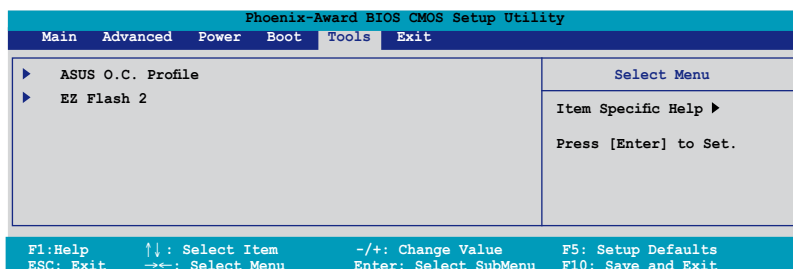 Phoenix-Award BIOS CMOS Setup Utility
Main Advanced Power Boot Tools Exit
ASUS O.C. Profile
EZ Flash 2
Select Menu
Item Specific Help
Press [Enter] to Set.
F1:Help ↑↓: Select Item -/+: Change Value F5: Setup Defaults
ESC: Exit →←: Select Menu Enter: Select SubMenu F10: Save and Exit